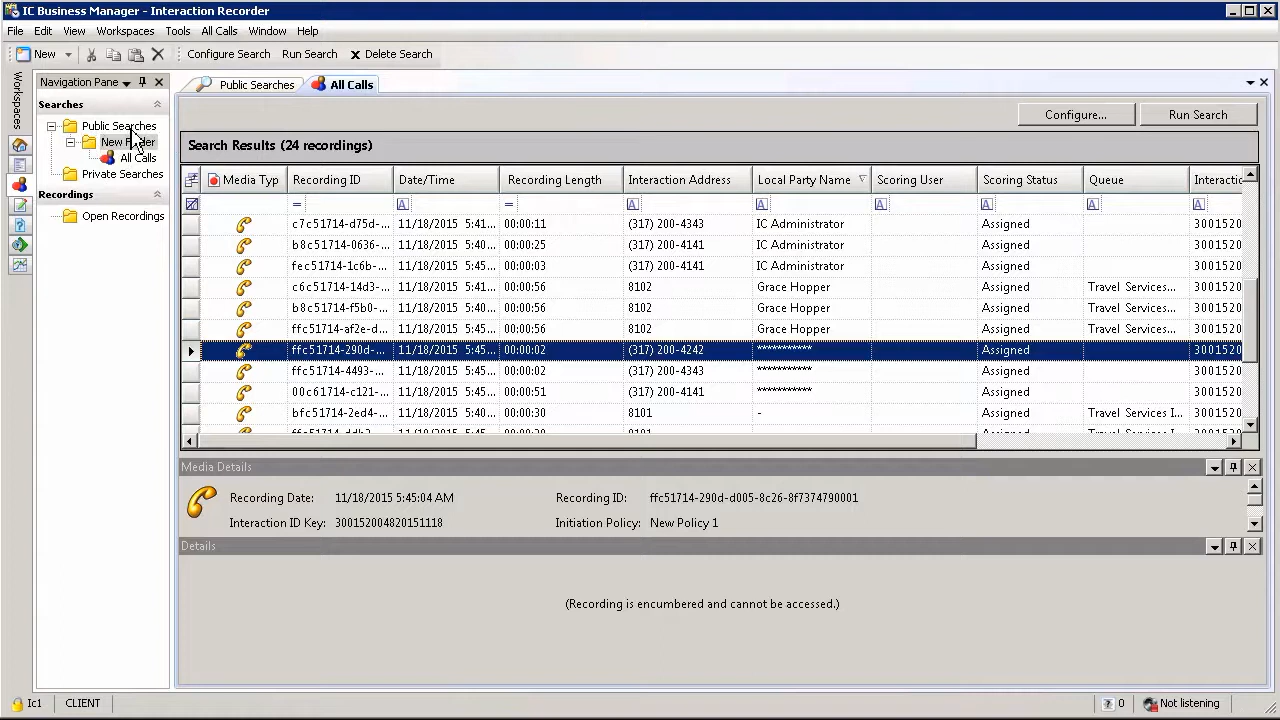 IC Business Manager - Interaction Recorder
File Edit View Workspaces Tools All Calls Window Help
New Configure Search Run Search Delete Search
Workspaces
Navigation Pane
Searches
Public Searches
All Calls
Private Searches
Recordings
Open Recordings
Public Searches All Calls
Configure... Run Search
Search Results (24 recordings)
Media Typ Recording ID Date/Time Recording Length Interaction Address Local Party Name Scoring User Scoring Status Queue Interactic
= A = A A A A A A
c7c51714-d75d-... 11/18/2015 5:41... 00:00:11 (317) 200-4343 IC Administrator Assigned 3001520
b8c51714-0636-... 11/18/2015 5:40... 00:00:25 (317) 200-4141 IC Administrator Assigned 3001520
fec51714-1c6b-... 11/18/2015 5:45... 00:00:03 (317) 200-4141 IC Administrator Assigned 3001520
c6c51714-14d3-... 11/18/2015 5:41... 00:00:56 8102 Grace Hopper Assigned Travel Services... 3001520
b8c51714-f5b0-... 11/18/2015 5:40... 00:00:56 8102 Grace Hopper Assigned Travel Services... 3001520
ffc51714-af2e-d... 11/18/2015 5:45... 00:00:56 8102 Grace Hopper Assigned Travel Services... 3001520
ffc51714-290d-... 11/18/2015 5:45... 00:00:02 (317) 200-4242 *********** Assigned 3001520
ffc51714-4493-... 11/18/2015 5:45... 00:00:02 (317) 200-4343 *********** Assigned 3001520
00c61714-c121-... 11/18/2015 5:45... 00:00:51 (317) 200-4141 *********** Assigned 3001520
bfc51714-2ed4-... 11/18/2015 5:40... 00:00:30 8101 - Assigned Travel Services I... 3001520
Media Details
Recording Date: 11/18/2015 5:45:04 AM Recording ID: ffc51714-290d-d005-8c26-8f7374790001
Interaction ID Key: 300152004820151118 Initiation Policy: New Policy 1
Details
(Recording is encumbered and cannot be accessed.)
Ic1 CLIENT 0 Not listening